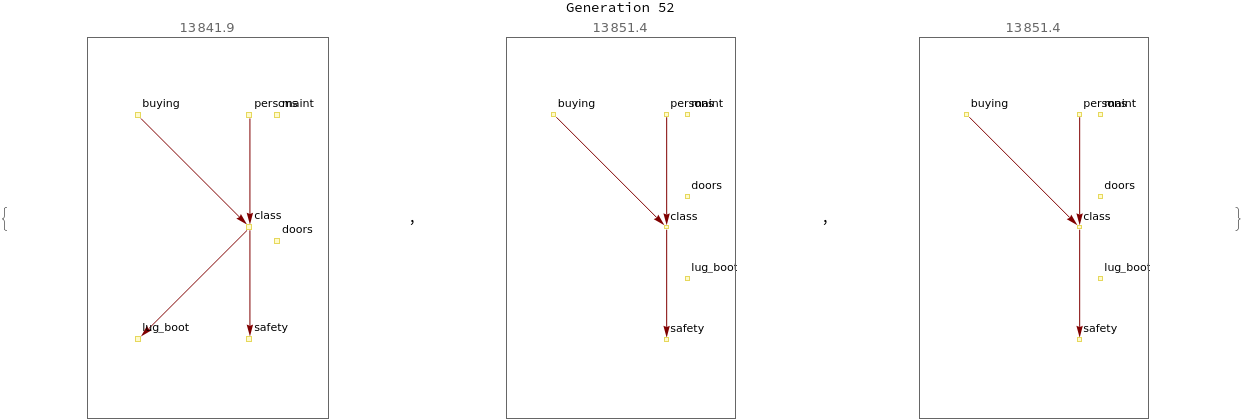 Generation 52
13841.9
13851.4
13851.4
buying
persons
maint
buying
persons
maint
buying
persons
maint
doors
doors
class
class
class
doors
{
,
,
}
lug_boot
lug_boot
lug_boot
safety
safety
safety